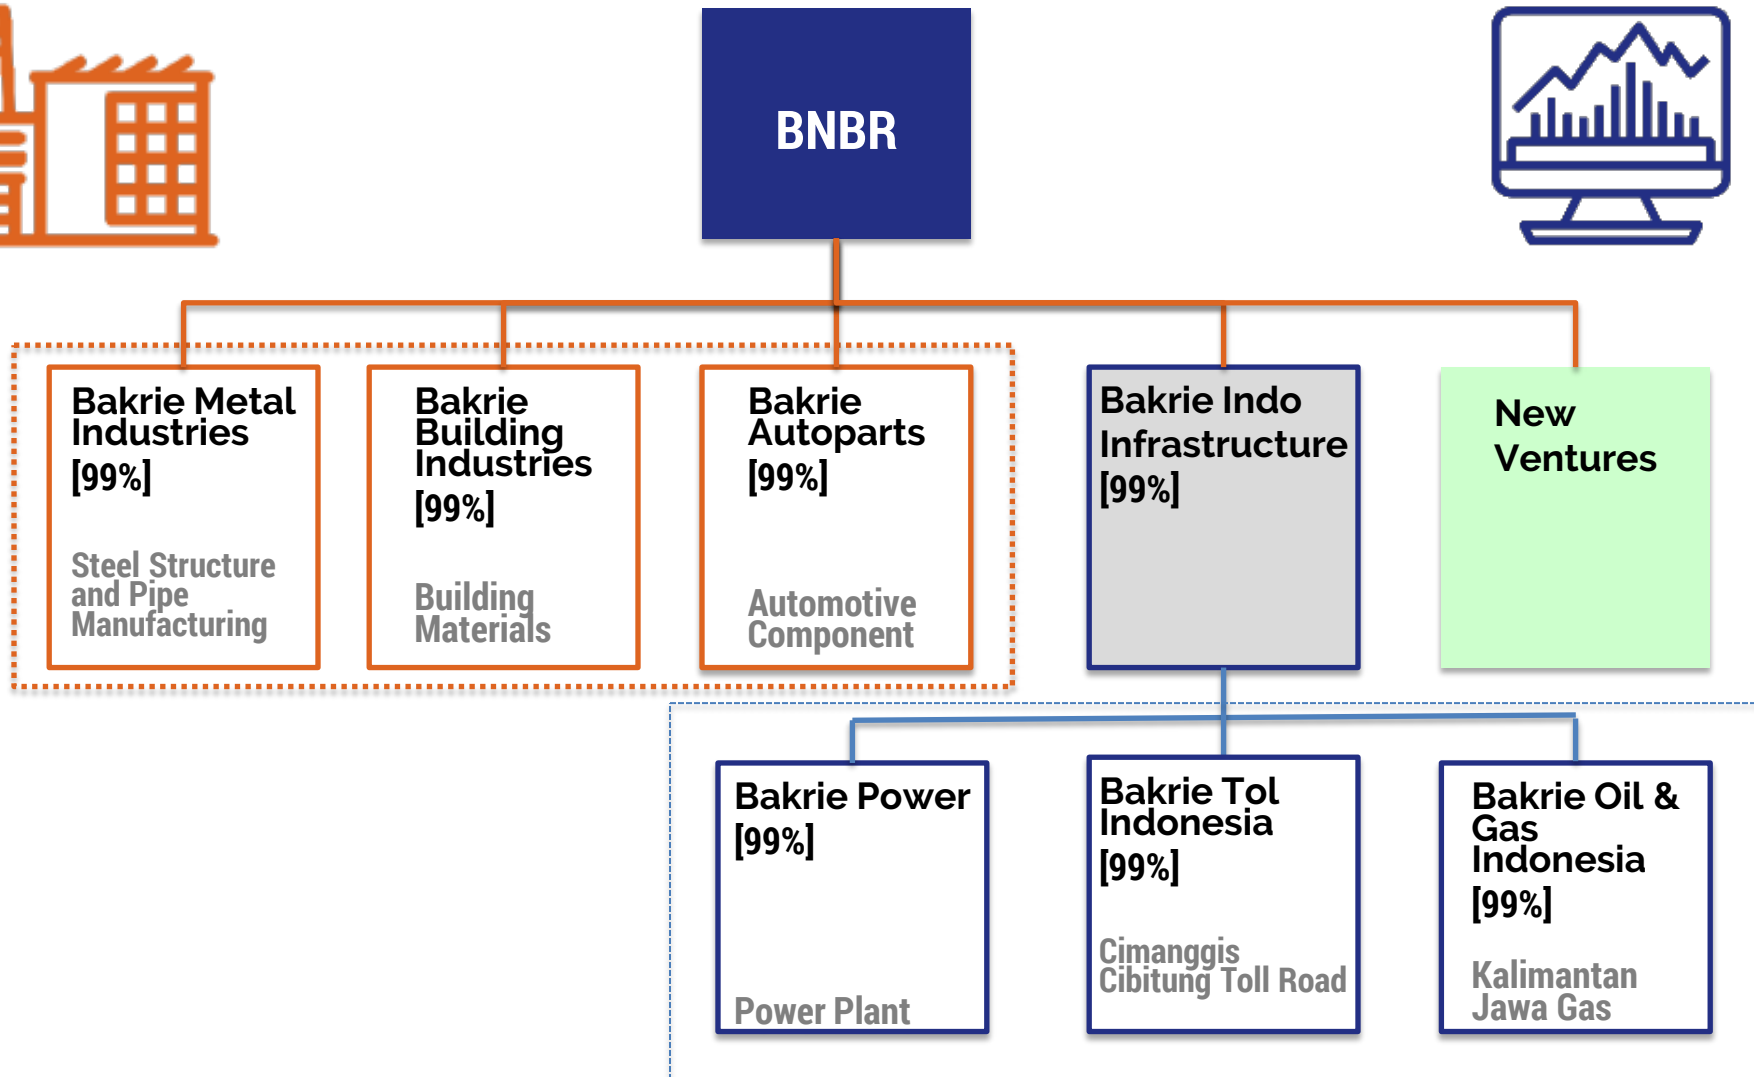 BNBR
Bakrie Metal
Industries
[99%]
Steel Structure
and Pipe
Manufacturing
Bakrie
Building
Industries
[99%]
Building
Materials
Bakrie
Autoparts
[99%]
Automotive
Component
Bakrie Indo
Infrastructure
[99%]
New
Ventures
Bakrie Power
[99%]
Power Plant
Bakrie Tol
Indonesia
[99%]
Cimanggis
Cibitung Toll Road
Bakrie Oil &
Gas
Indonesia
[99%]
Kalimantan
Jawa Gas